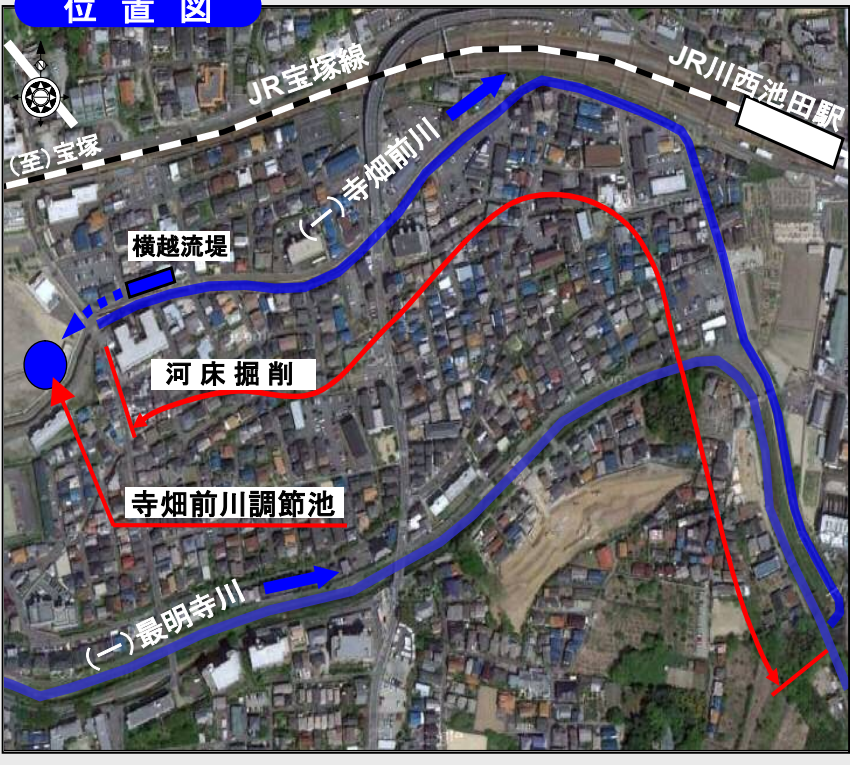 位置図
JR宝塚線
JR川西池田駅
(至)宝塚
(一)寺畑前川
横越流堤
河床掘削
寺畑前川調節池
(一)最明寺川